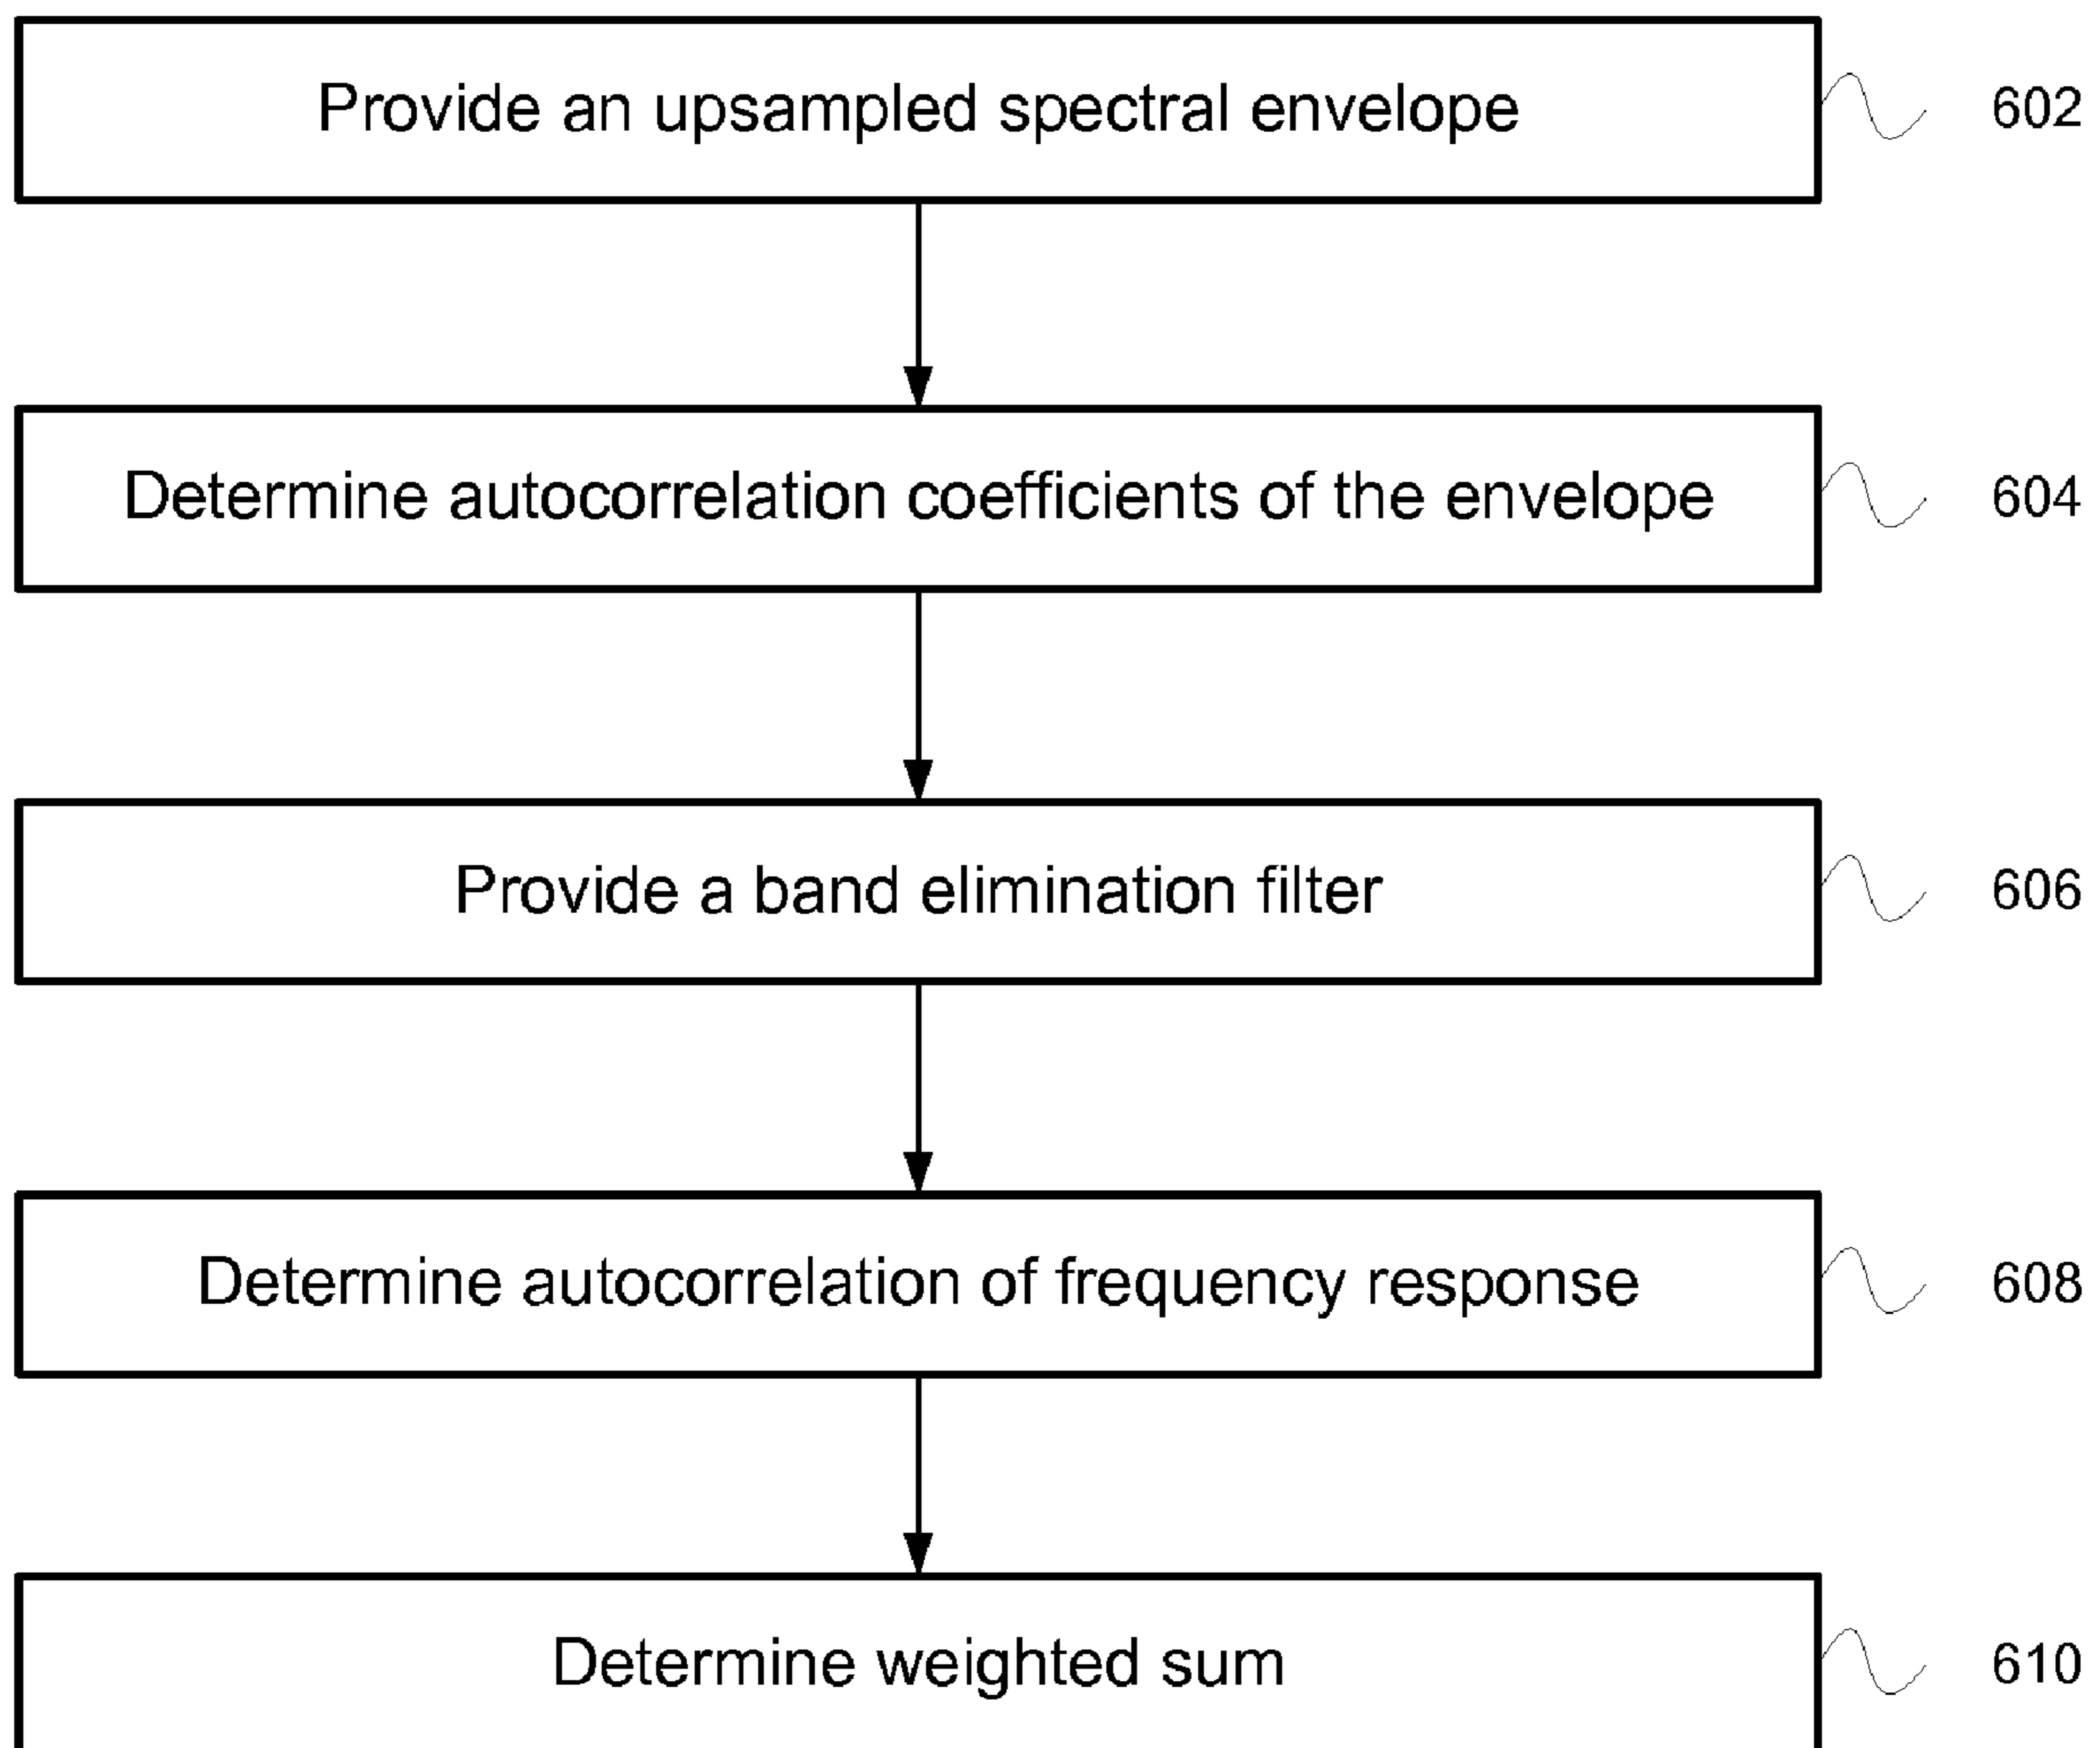 Provide an upsampled spectral envelope 602
Determine autocorrelation coefficients of the envelope 604
Provide a band elimination filter 606
Determine autocorrelation of frequency response 608
Determine weighted sum 610